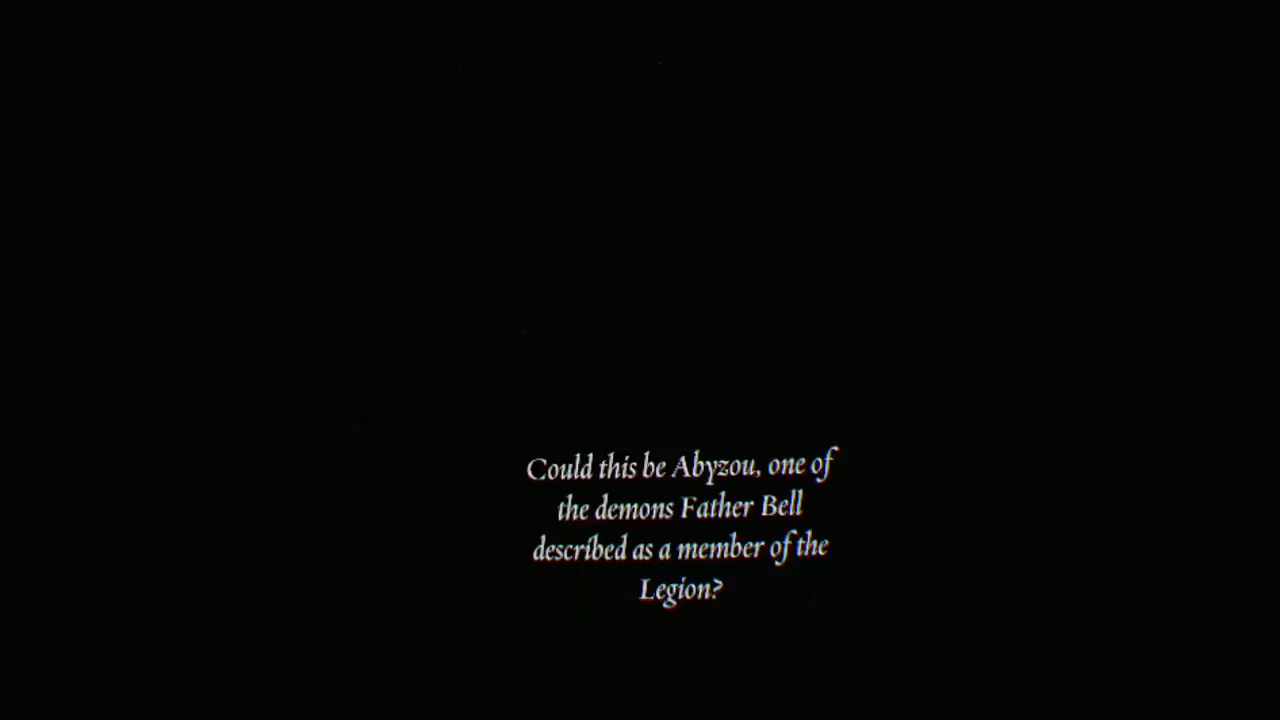 Could this be Abyzou, one of
the demons Father Bell
described as a member of the
Legion?